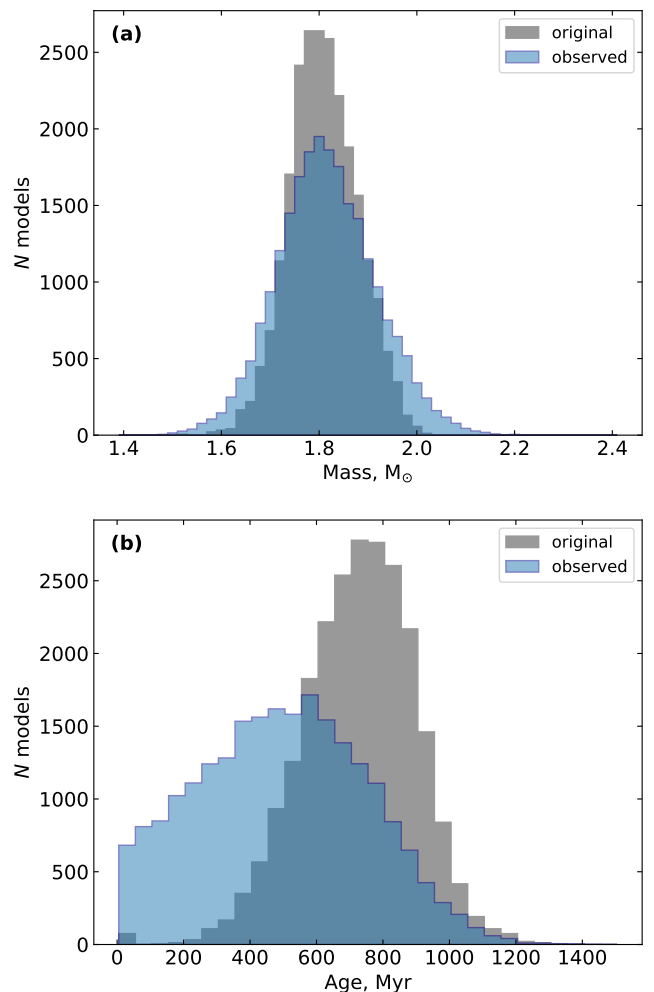 (a)
original
observed
2500
2000
1500
1000
500
0
N models
1.4 1.6 1.8 2.0 2.2 2.4
Mass, M☉
(b)
original
observed
2500
2000
1500
1000
500
0
N models
0 200 400 600 800 1000 1200 1400
Age, Myr